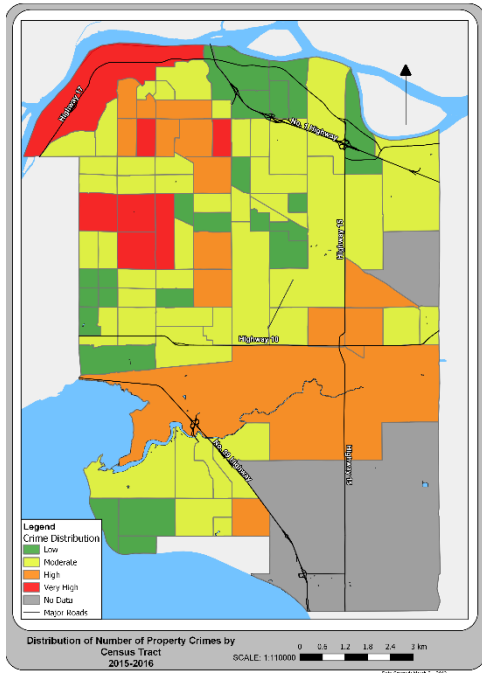 Highway 17
No. 1 Highway
Highway 15
Highway 10
No. 99 Highway
Highway 15
Legend
Crime Distribution
Low
Moderate
High
Very High
No Data
Major Roads
Distribution of Number of Property Crimes by
Census Tract
2015-2016
SCALE: 1:110000
0 0.6 1.2 1.8 2.4 3 km